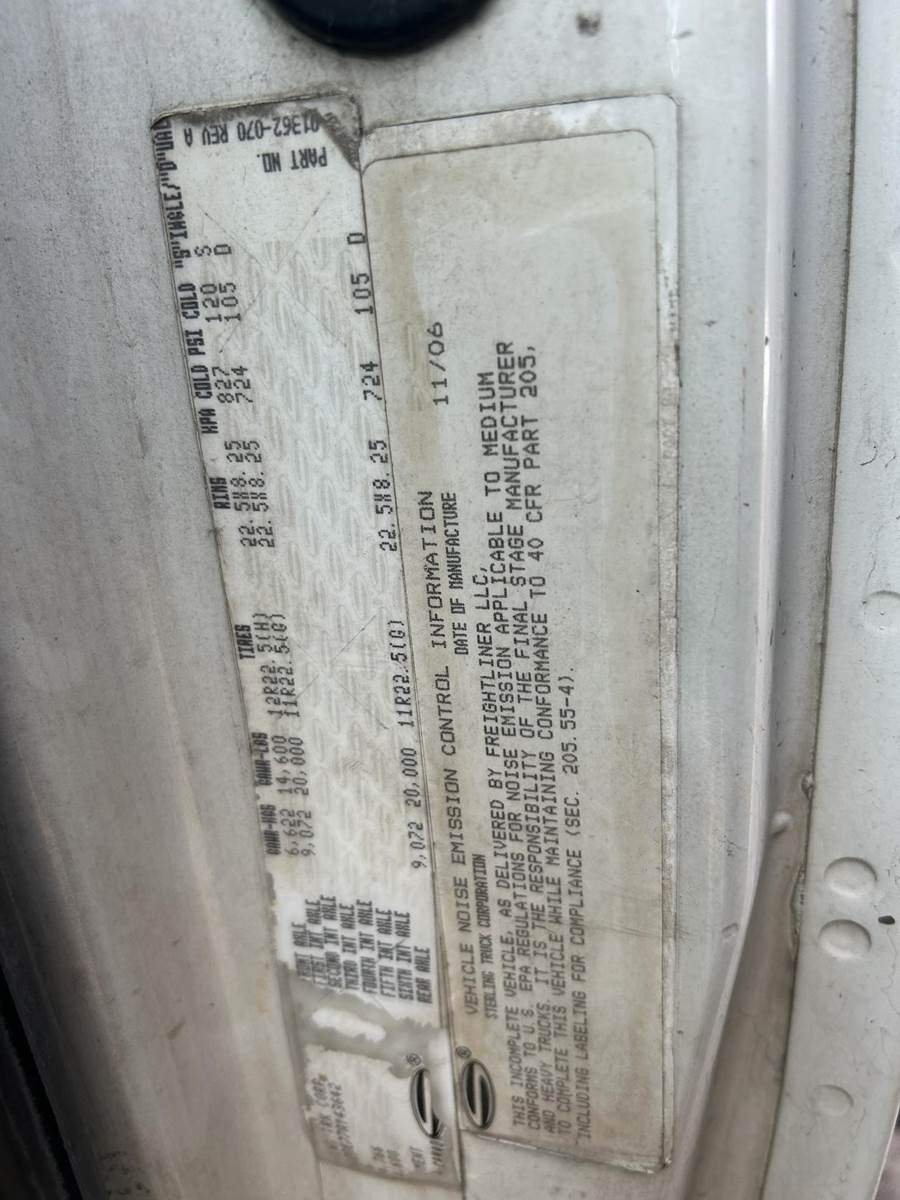 PART NO.
01362-070 REV A
GAWR-KGS GAWR-LBS TIRES RIMS KPA COLD PSI COLD "S"INGLE/"D"UAL
FRONT AXLE 6,622 14,600 12R22.5(H) 22.5X8.25 827 120 S
FIRST INT AXLE 9,072 20,000 11R22.5(G) 22.5X8.25 724 105 D
SECOND INT AXLE
THIRD INT AXLE
FOURTH INT AXLE
FIFTH INT AXLE
SIXTH INT AXLE
REAR AXLE 9,072 20,000 11R22.5(G) 22.5X8.25 724 105 D
®
VEHICLE NOISE EMISSION CONTROL INFORMATION
STERLING TRUCK CORPORATION DATE OF MANUFACTURE 11/06
THIS INCOMPLETE VEHICLE, AS DELIVERED BY FREIGHTLINER LLC,
CONFORMS TO U.S. EPA REGULATIONS FOR NOISE EMISSION APPLICABLE TO MEDIUM
AND HEAVY TRUCKS. IT IS THE RESPONSIBILITY OF THE FINAL STAGE MANUFACTURER
TO COMPLETE THIS VEHICLE WHILE MAINTAINING CONFORMANCE TO 40 CFR PART 205,
INCLUDING LABELING FOR COMPLIANCE (SEC. 205.55-4).
®